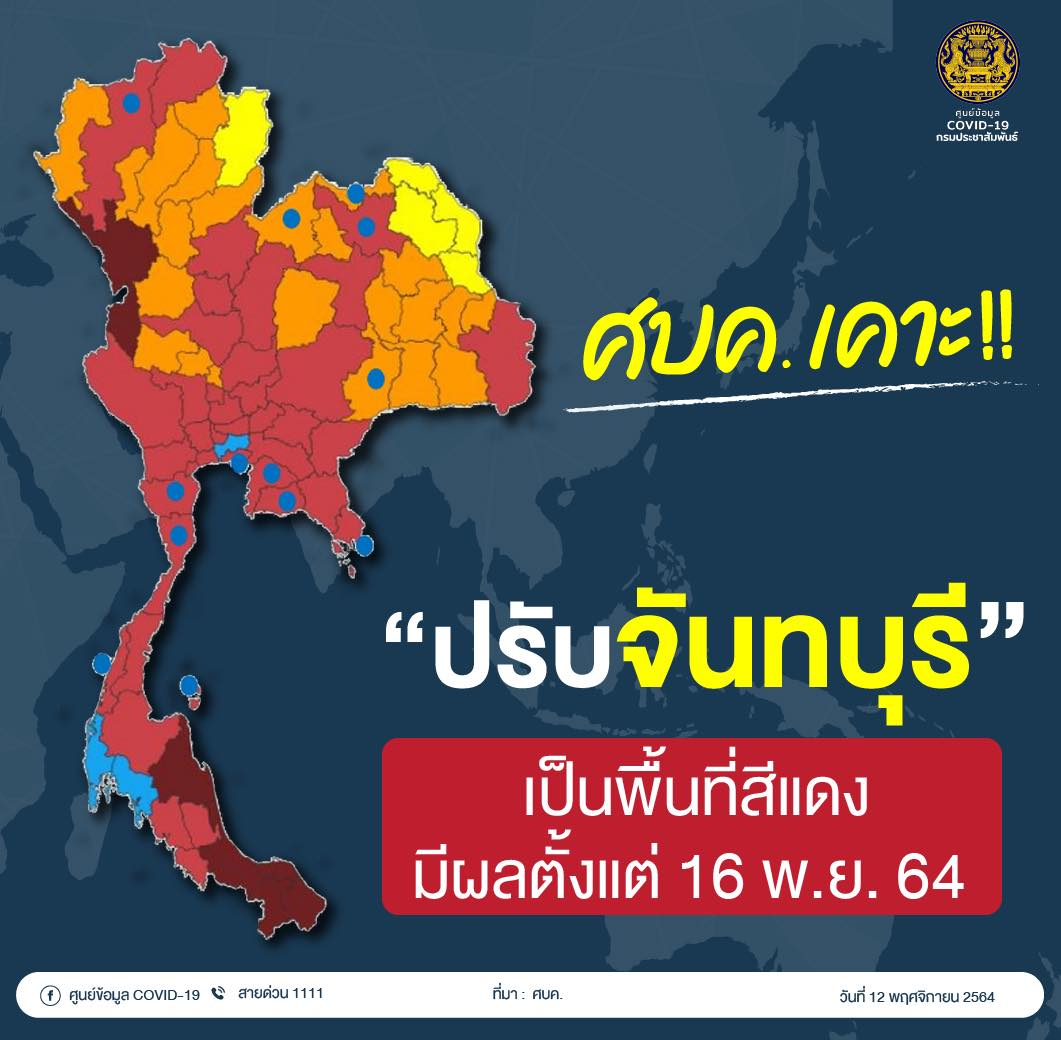 ศูนย์ข้อมูล
COVID-19
กรมประชาสัมพันธ์
ศบค. เคาะ!!
“ปรับจันทบุรี”
เป็นพื้นที่สีแดง
มีผลตั้งแต่ 16 พ.ย. 64
ศูนย์ข้อมูล COVID-19 สายด่วน 1111 ที่มา : ศบค. วันที่ 12 พฤศจิกายน 2564